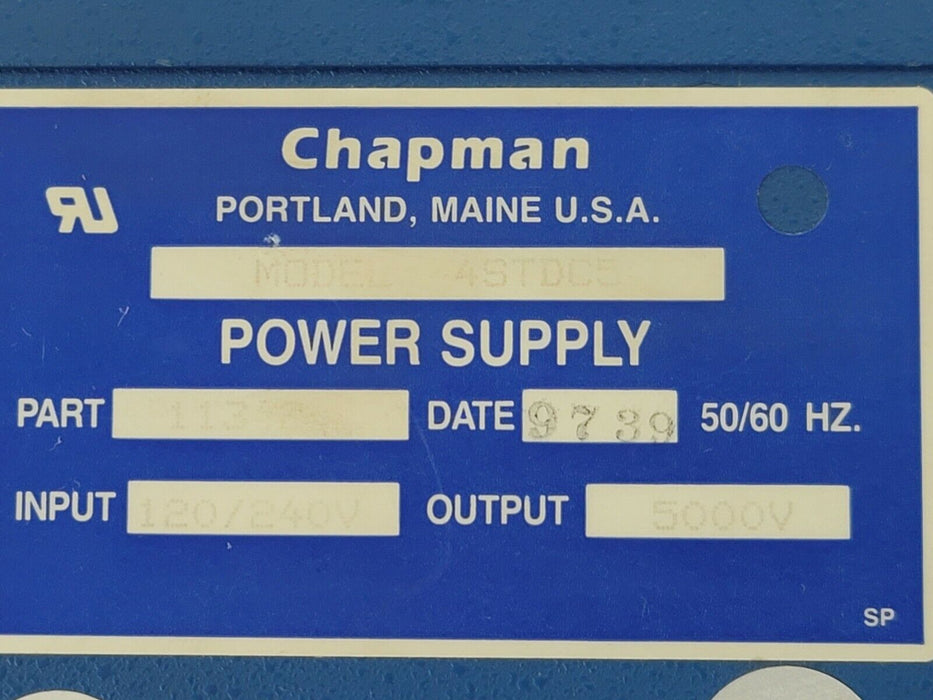 Chapman
PORTLAND, MAINE U.S.A.
MODEL 4STDC5
POWER SUPPLY
PART DATE 9739 50/60 HZ.
INPUT 120/240V OUTPUT 5000V
SP